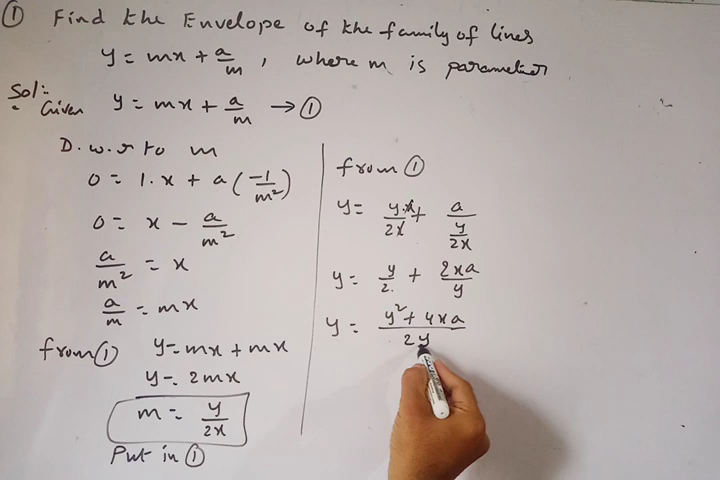 ① Find the Envelope of the family of lines
y = mx + a/m , where m is parameter
Sol:- Given y = mx + a/m → ①
D. w. r to m
0 = 1.x + a(-1/m²)
0 = x - a/m²
a/m² = x
a/m = mx
from ① y = mx + mx
y = 2mx
m = y/2x
Put in ①
from ①
y = y.x/2x + a/(y/2x)
y = y/2. + 2xa/y
y = (y² + 4xa)/2y